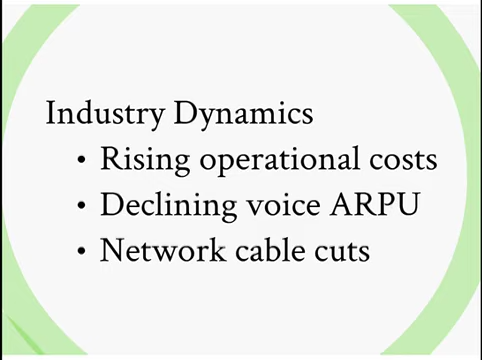 Industry Dynamics
• Rising operational costs
• Declining voice ARPU
• Network cable cuts